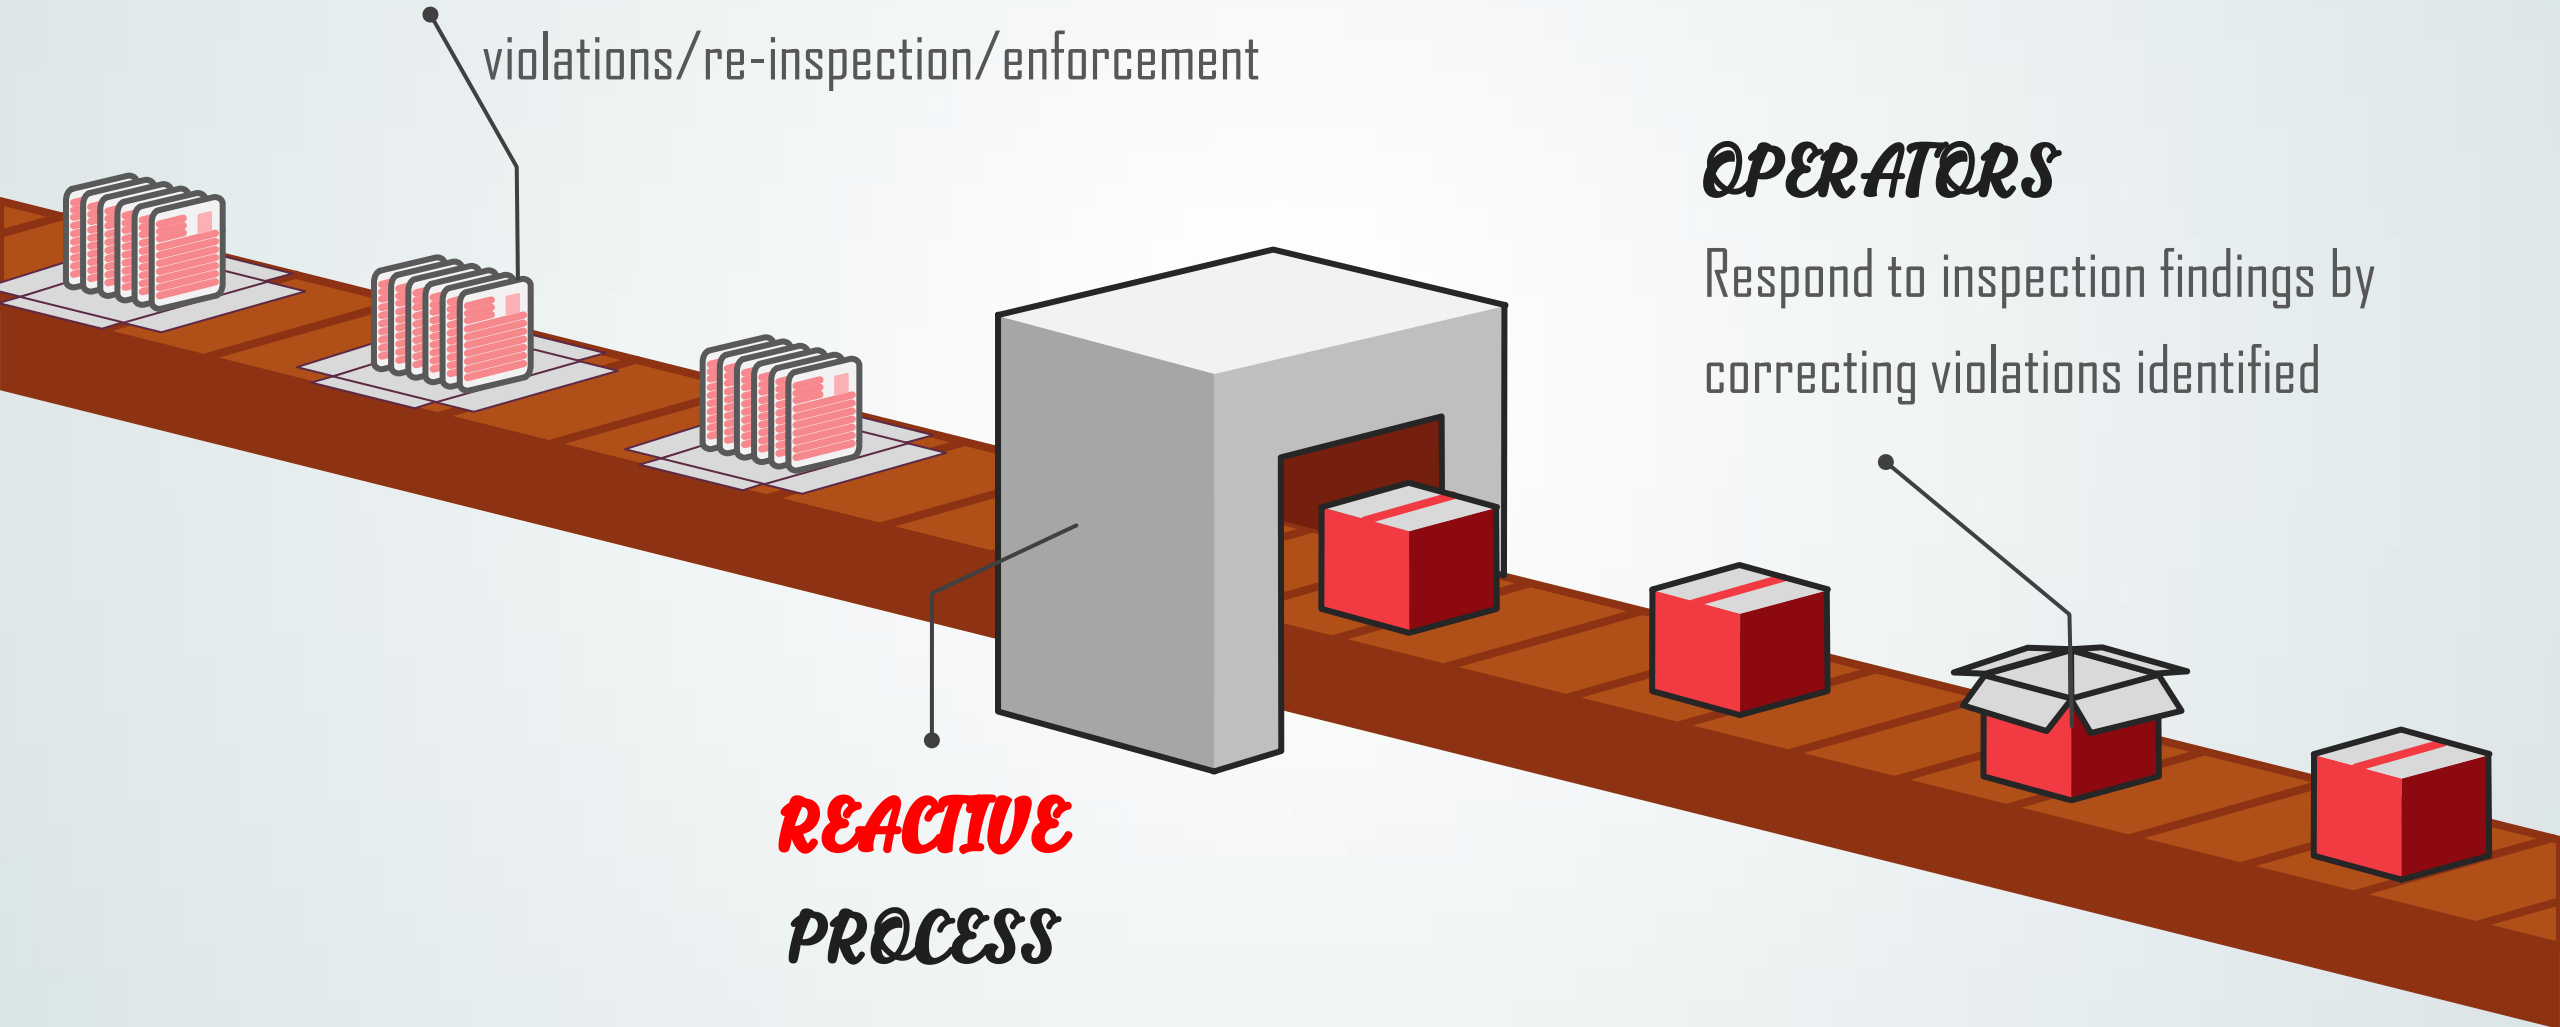 violations/re-inspection/enforcement
OPERATORS
Respond to inspection findings by
correcting violations identified
REACTIVE
PROCESS